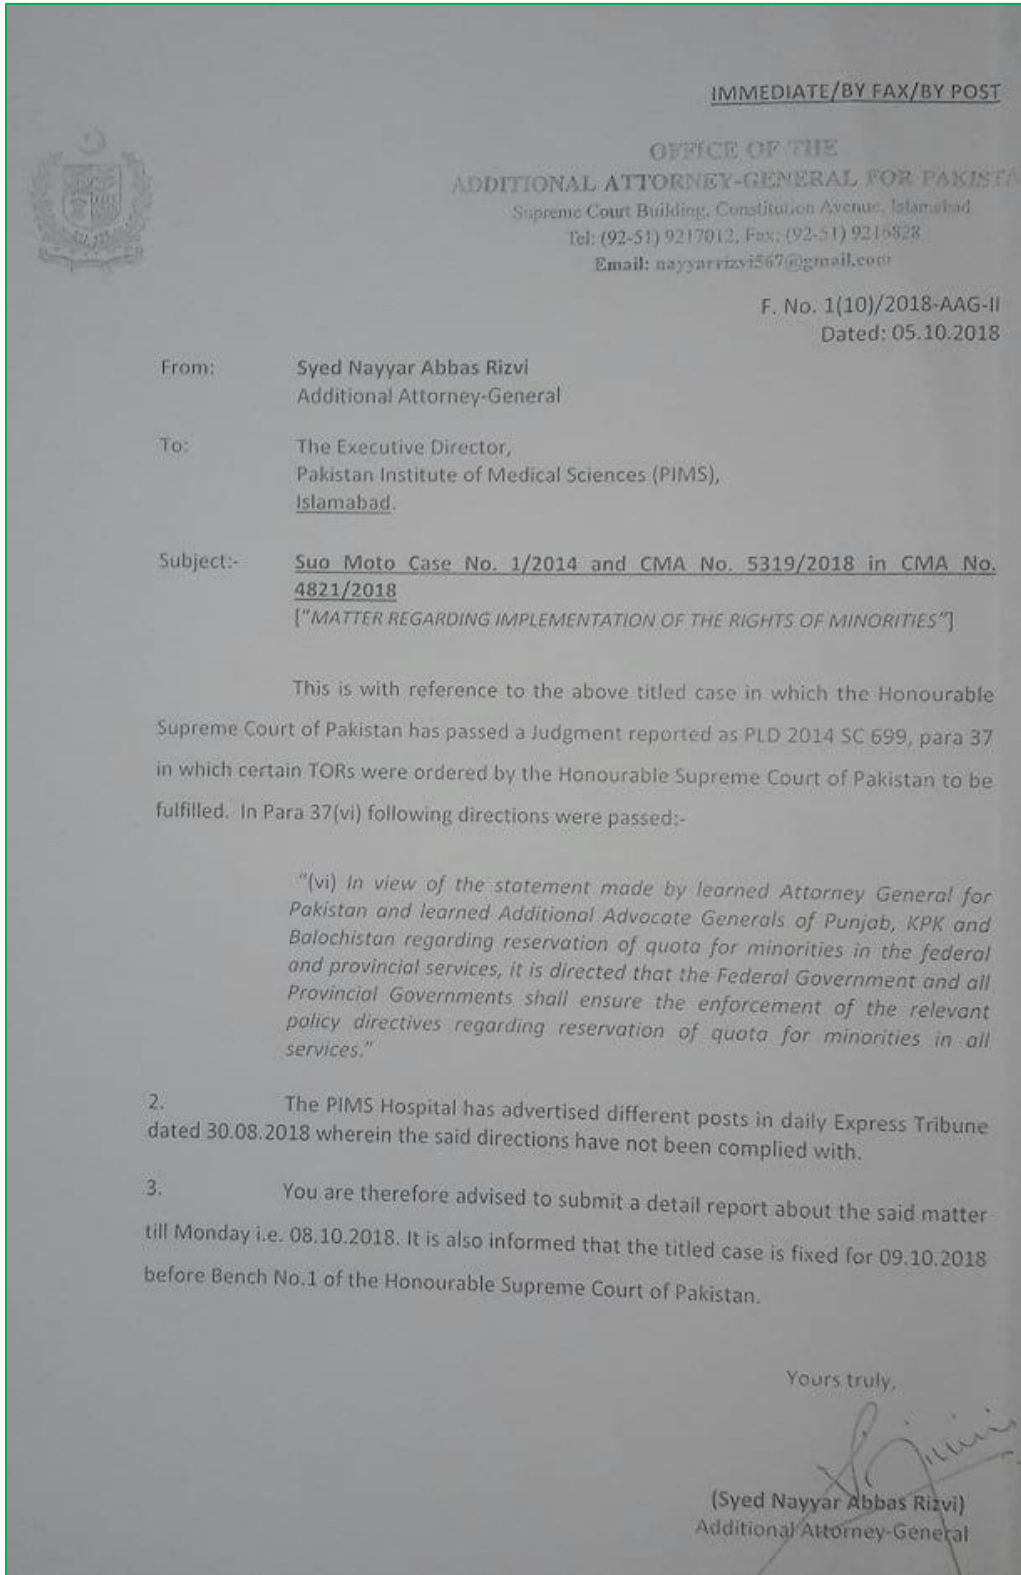 IMMEDIATE/BY FAX/BY POST
OFFICE OF THE
ADDITIONAL ATTORNEY-GENERAL FOR PAKISTA
Supreme Court Building, Constitution Avenue, Islamabad
Tel: (92-51) 9217012, Fax: (92-51) 9216828
Email: nayyarrizvi567@gmail.com
F. No. 1(10)/2018-AAG-II
Dated: 05.10.2018
From: Syed Nayyar Abbas Rizvi
Additional Attorney-General
To: The Executive Director,
Pakistan Institute of Medical Sciences (PIMS),
Islamabad.
Subject:- Suo Moto Case No. 1/2014 and CMA No. 5319/2018 in CMA No.
4821/2018
["MATTER REGARDING IMPLEMENTATION OF THE RIGHTS OF MINORITIES"]
This is with reference to the above titled case in which the Honourable
Supreme Court of Pakistan has passed a Judgment reported as PLD 2014 SC 699, para 37
in which certain TORs were ordered by the Honourable Supreme Court of Pakistan to be
fulfilled. In Para 37(vi) following directions were passed:-
"(vi) In view of the statement made by learned Attorney General for
Pakistan and learned Additional Advocate Generals of Punjab, KPK and
Balochistan regarding reservation of quota for minorities in the federal
and provincial services, it is directed that the Federal Government and all
Provincial Governments shall ensure the enforcement of the relevant
policy directives regarding reservation of quota for minorities in all
services."
2. The PIMS Hospital has advertised different posts in daily Express Tribune
dated 30.08.2018 wherein the said directions have not been complied with.
3. You are therefore advised to submit a detail report about the said matter
till Monday i.e. 08.10.2018. It is also informed that the titled case is fixed for 09.10.2018
before Bench No.1 of the Honourable Supreme Court of Pakistan.
Yours truly,
(Syed Nayyar Abbas Rizvi)
Additional Attorney-General